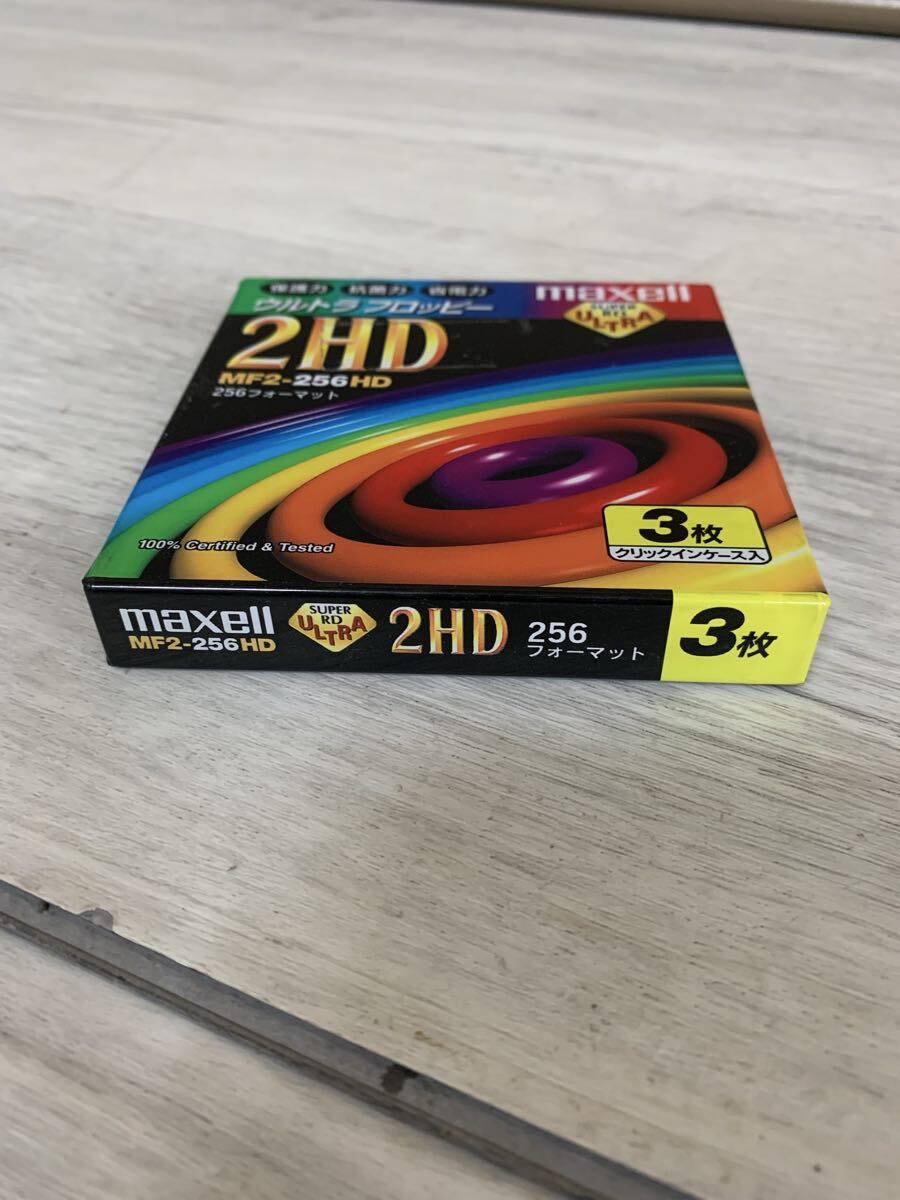 保護力 抗菌力 省電力
maxell
ウルトラ フロッピー
SUPER
RD
ULTRA
2HD
MF2-256HD
256フォーマット
100% Certified & Tested
3枚
クリックインケース入
maxell
MF2-256HD
SUPER
RD
ULTRA
2HD
256
フォーマット
3枚